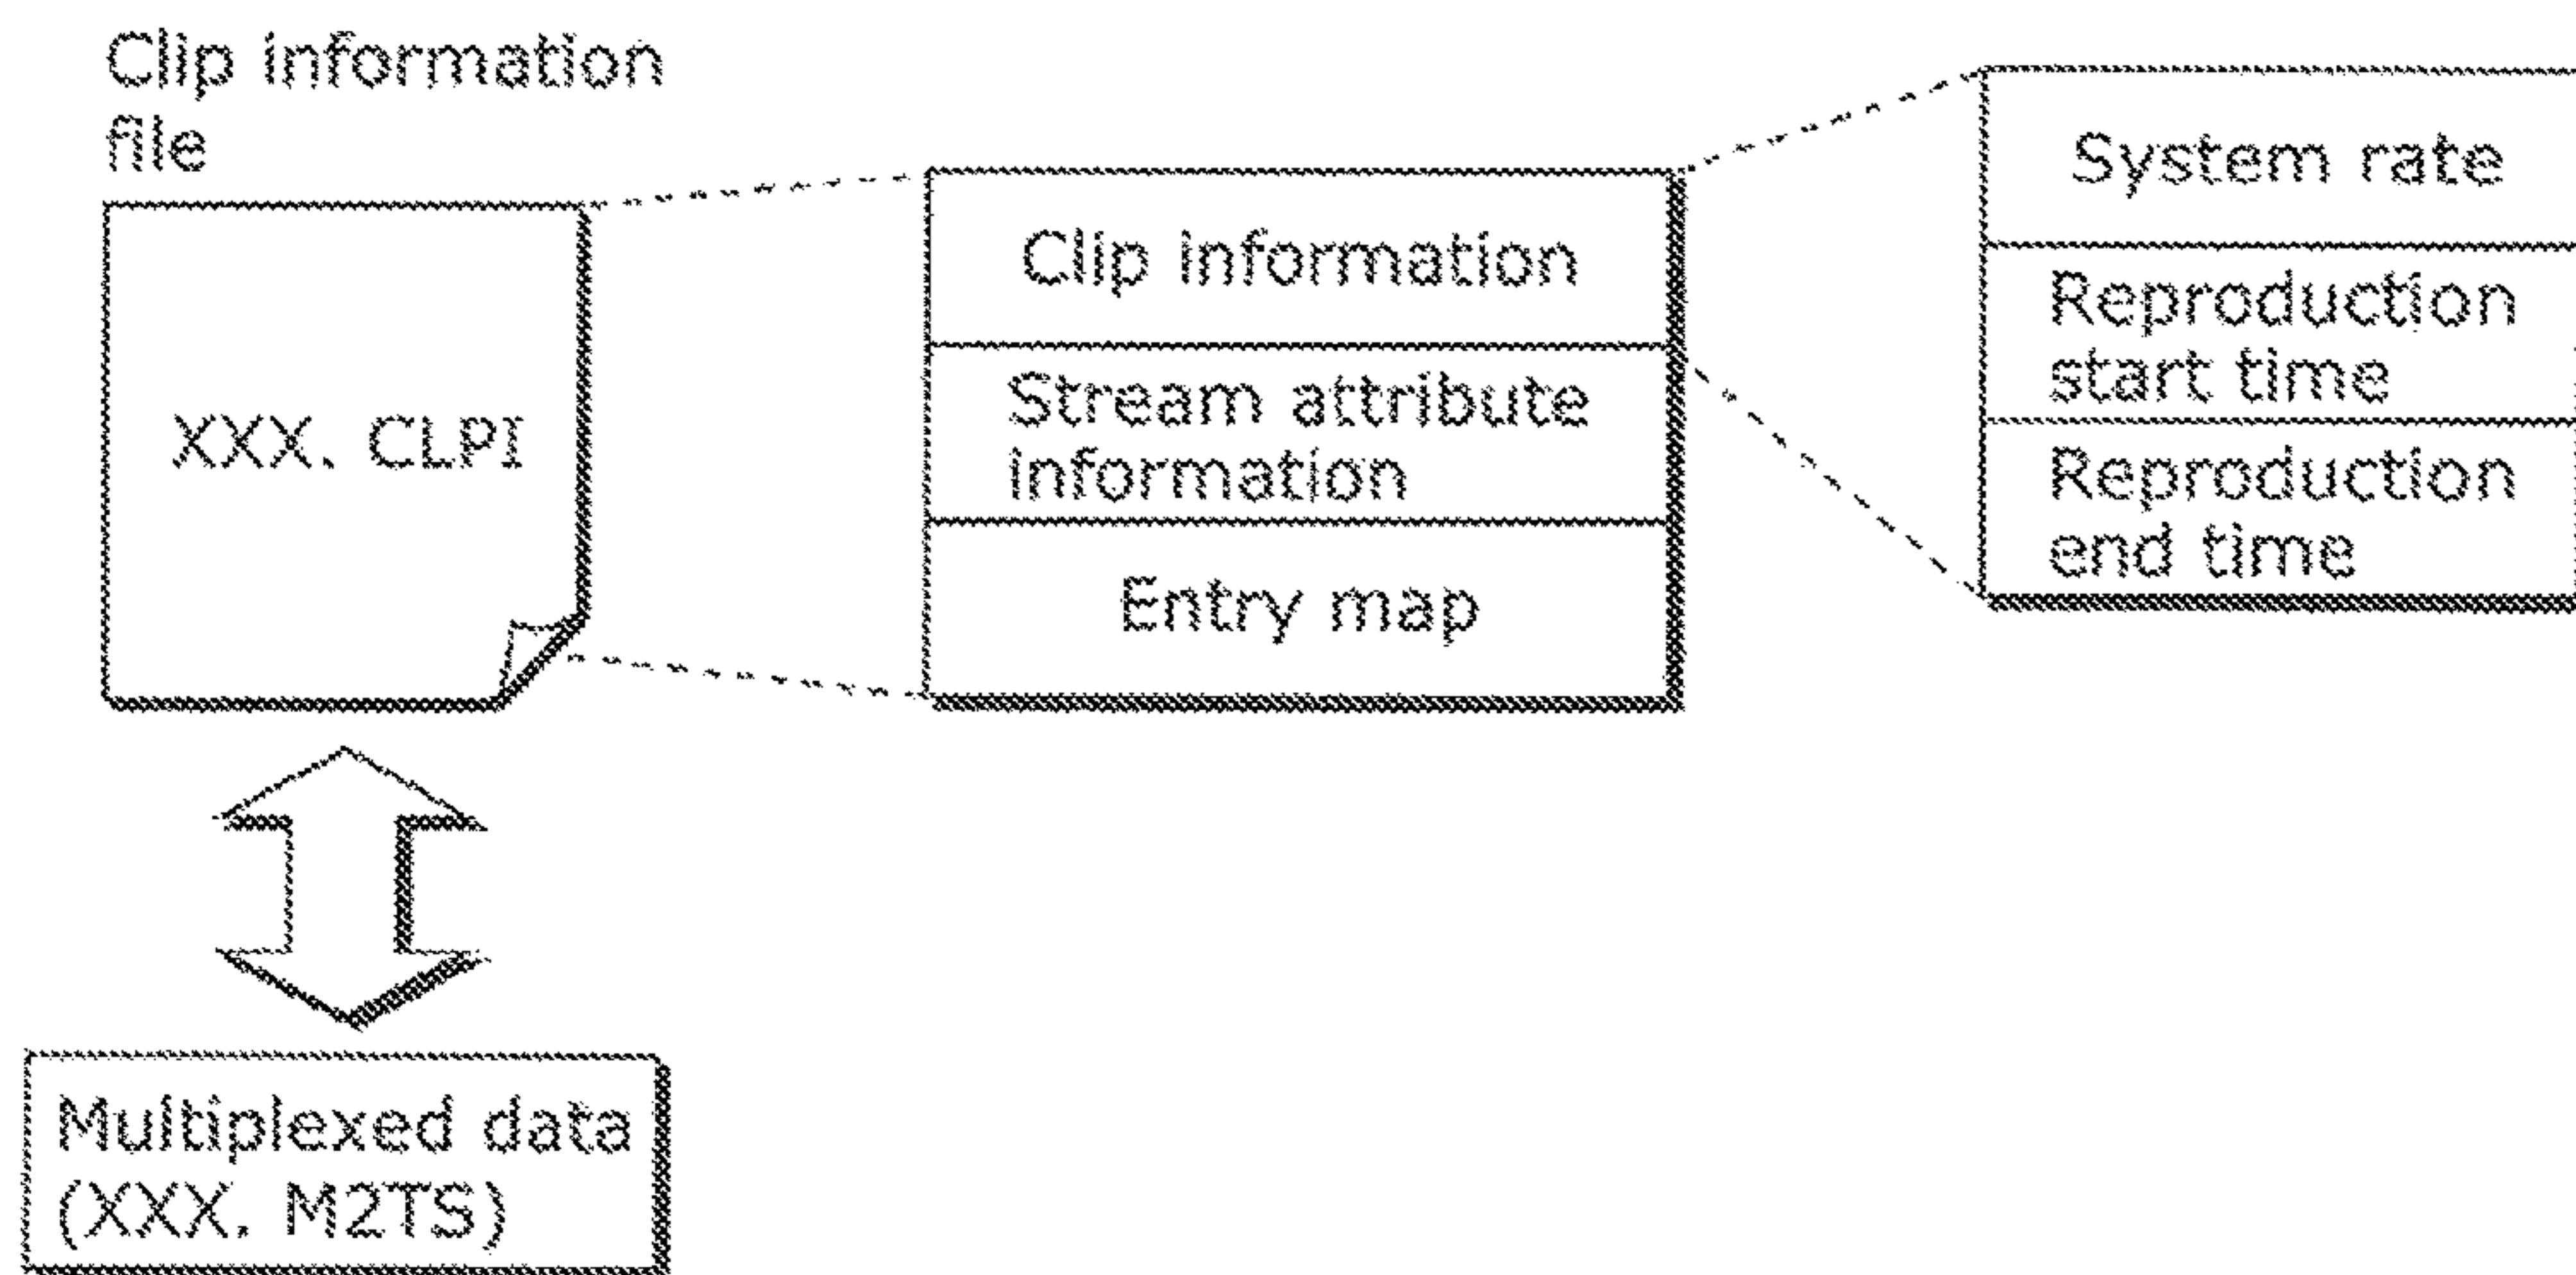 Clip information
file
XXX. CLPI
Clip information
Stream attribute
information
Entry map
System rate
Reproduction
start time
Reproduction
end time
Multiplexed data
(XXX. M2TS)